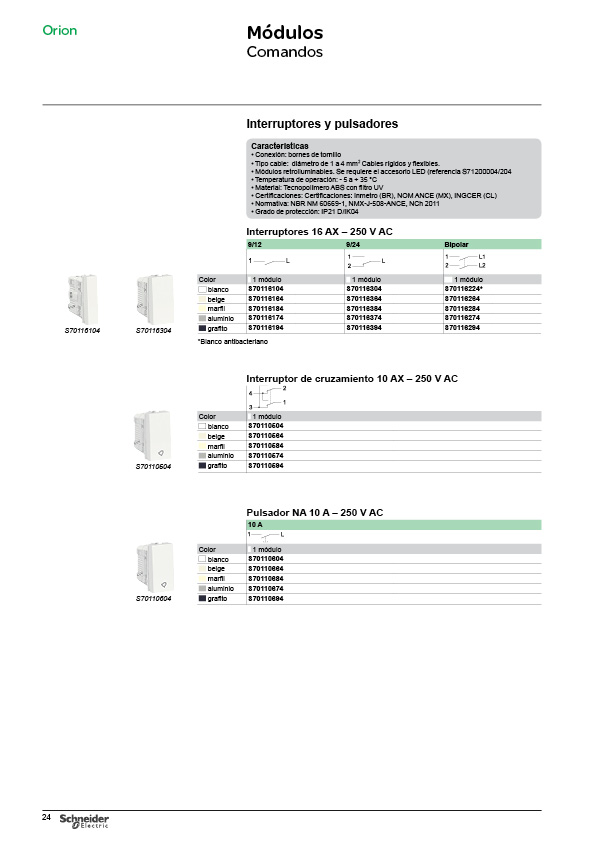 Orion
Módulos
Comandos
Interruptores y pulsadores
Características
• Conexión: bornes de tornillo
• Tipo cable: diámetro de 1 a 4 mm² Cables rígidos y flexibles.
• Módulos retroiluminables. Se requiere el accesorio LED (referencia S71200004/204
• Temperatura de operación: - 5 a + 35 °C
• Material: Tecnopolímero ABS con filtro UV
• Certificaciones: Certificaciones: Inmetro (BR), NOM ANCE (MX), INGCER (CL)
• Normativa: NBR NM 60669-1, NMX-J-508-ANCE, NCh 2011
• Grado de protección: IP21 D/IK04
Interruptores 16 AX – 250 V AC
9/12 9/24 Bipolar
1 L 1 2 L 1 L1 2 L2
Color 1 módulo 1 módulo 1 módulo
blanco S70116104 S70116304 S70116224*
beige S70116164 S70116364 S70116264
marfil S70116184 S70116384 S70116284
aluminio S70116174 S70116374 S70116274
grafito S70116194 S70116394 S70116294
S70116104 S70116304
*Blanco antibacteriano
Interruptor de cruzamiento 10 AX – 250 V AC
4 2
3 1
Color 1 módulo
blanco S70110504
beige S70110564
marfil S70110584
aluminio S70110574
grafito S70110594
S70110504
Pulsador NA 10 A – 250 V AC
10 A
1 L
Color 1 módulo
blanco S70110604
beige S70110664
marfil S70110684
aluminio S70110674
grafito S70110694
S70110604
24 Schneider Electric